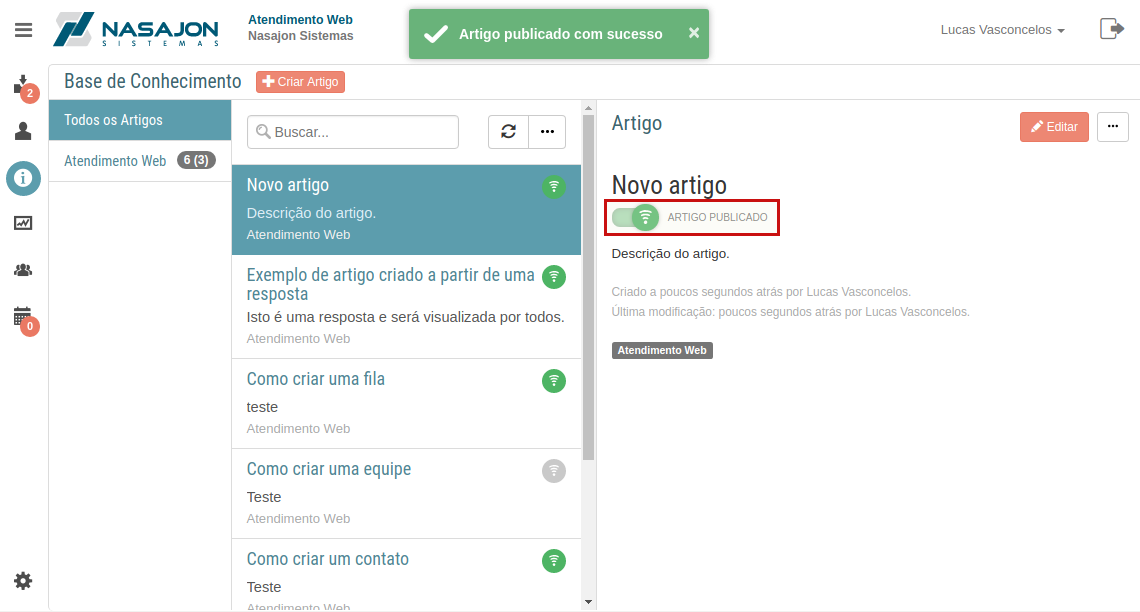 NASAJON
SISTEMAS
Atendimento Web
Nasajon Sistemas
Artigo publicado com sucesso
×
Lucas Vasconcelos
2
0
Base de Conhecimento
Criar Artigo
Todos os Artigos
Atendimento Web 6 (3)
Buscar...
Novo artigo
Descrição do artigo.
Atendimento Web
Exemplo de artigo criado a partir de uma
resposta
Isto é uma resposta e será visualizada por todos.
Atendimento Web
Como criar uma fila
teste
Atendimento Web
Como criar uma equipe
Teste
Atendimento Web
Como criar um contato
Teste
Atendimento Web
Artigo
Editar
Novo artigo
ARTIGO PUBLICADO
Descrição do artigo.
Criado a poucos segundos atrás por Lucas Vasconcelos.
Última modificação: poucos segundos atrás por Lucas Vasconcelos.
Atendimento Web